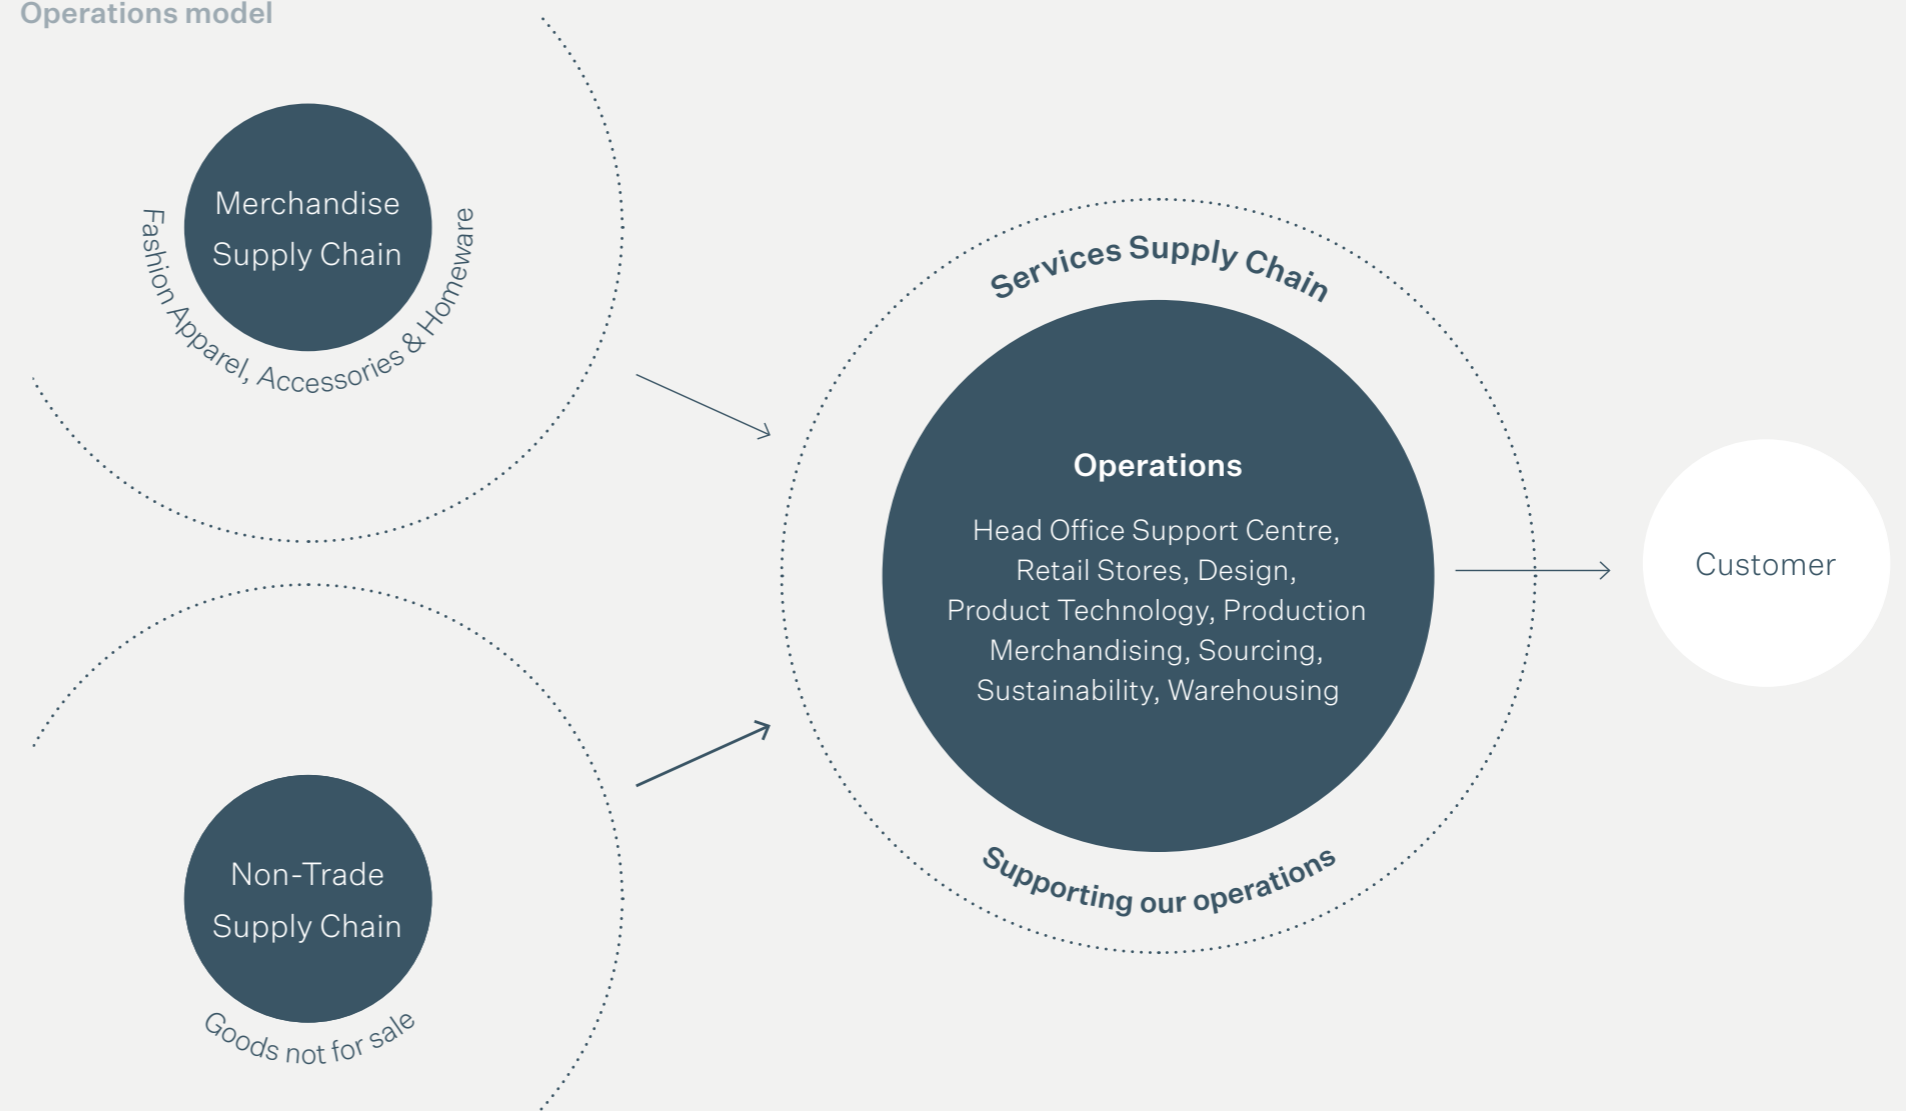 Operations model
Merchandise
Supply Chain
Fashion Apparel, Accessories & Homeware
Non-Trade
Supply Chain
Goods not for sale
Services Supply Chain
Operations
Head Office Support Centre,
Retail Stores, Design,
Product Technology, Production
Merchandising, Sourcing,
Sustainability, Warehousing
Supporting our operations
Customer